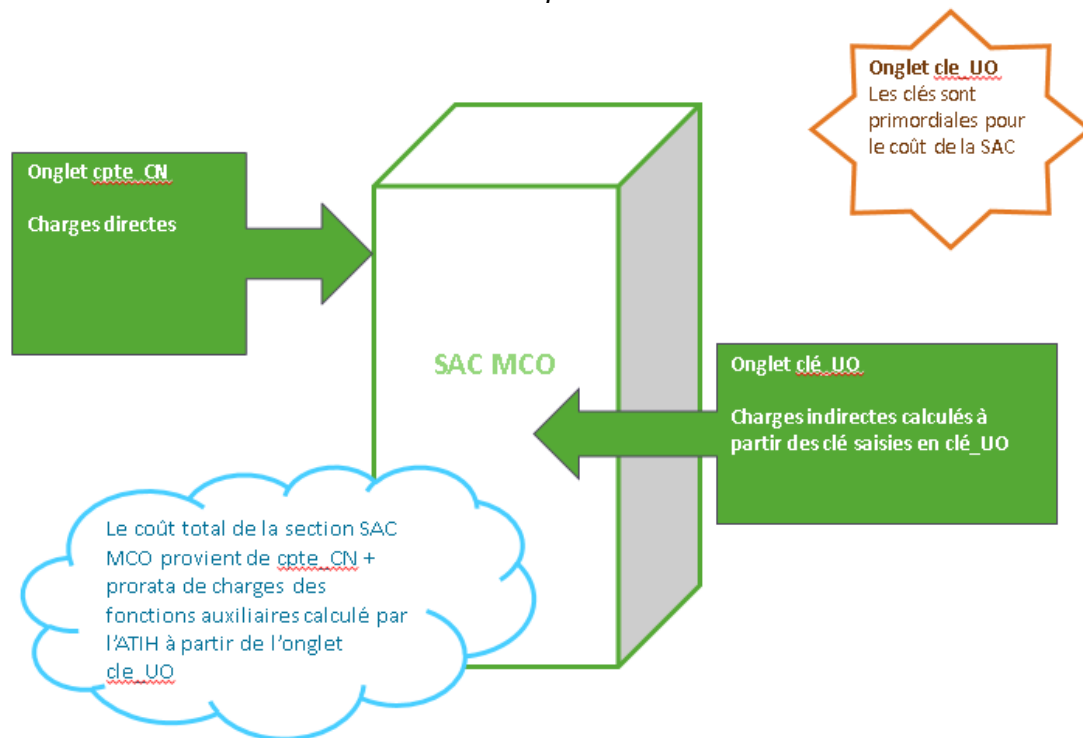 Onglet cle_UO
Les clés sont
primordiales pour
le coût de la SAC
Onglet cpte_CN
Charges directes
SAC MCO
Onglet clé_UO
Charges indirectes calculés à
partir des clé saisies en clé_UO
Le coût total de la section SAC
MCO provient de cpte_CN +
prorata de charges des
fonctions auxiliaires calculé par
l'ATIH à partir de l'onglet
cle_UO